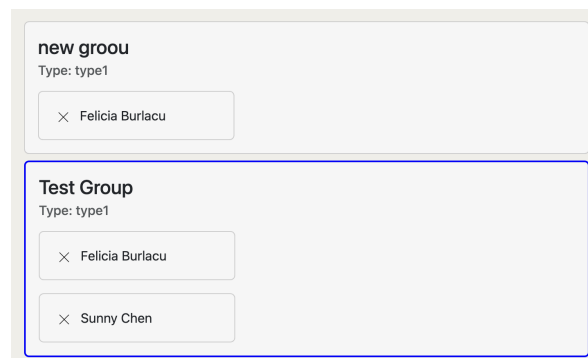 new groou
Type: type1
Felicia Burlacu
Test Group
Type: type1
Felicia Burlacu
Sunny Chen